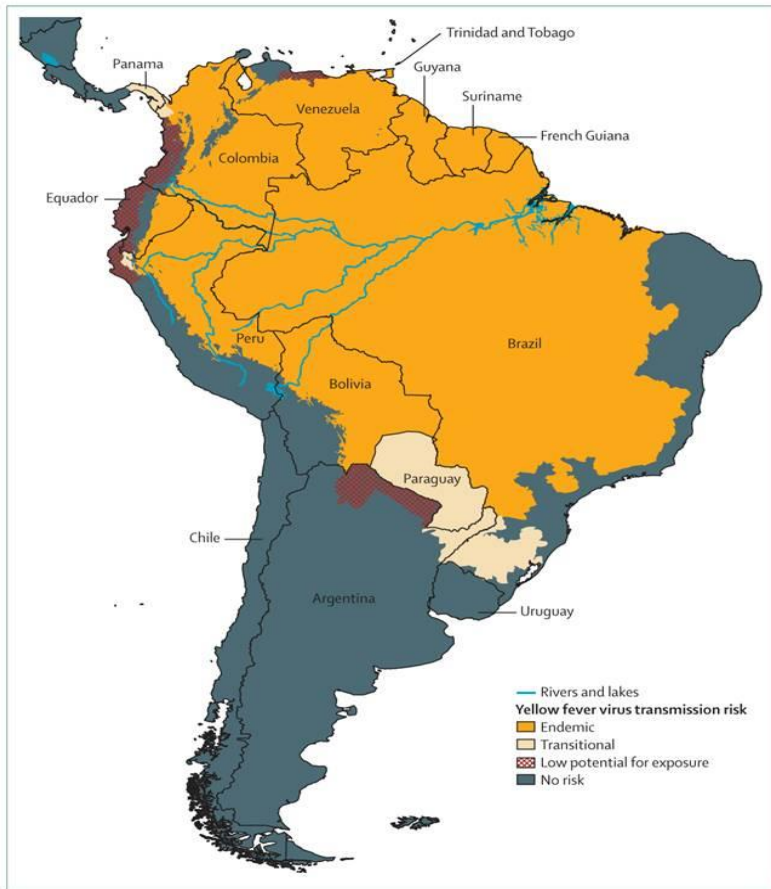 Trinidad and Tobago
Panama
Guyana
Suriname
Venezuela
French Guiana
Colombia
Equador
Peru
Brazil
Bolivia
Paraguay
Chile
Argentina
Uruguay
Rivers and lakes
Yellow fever virus transmission risk
Endemic
Transitional
Low potential for exposure
No risk